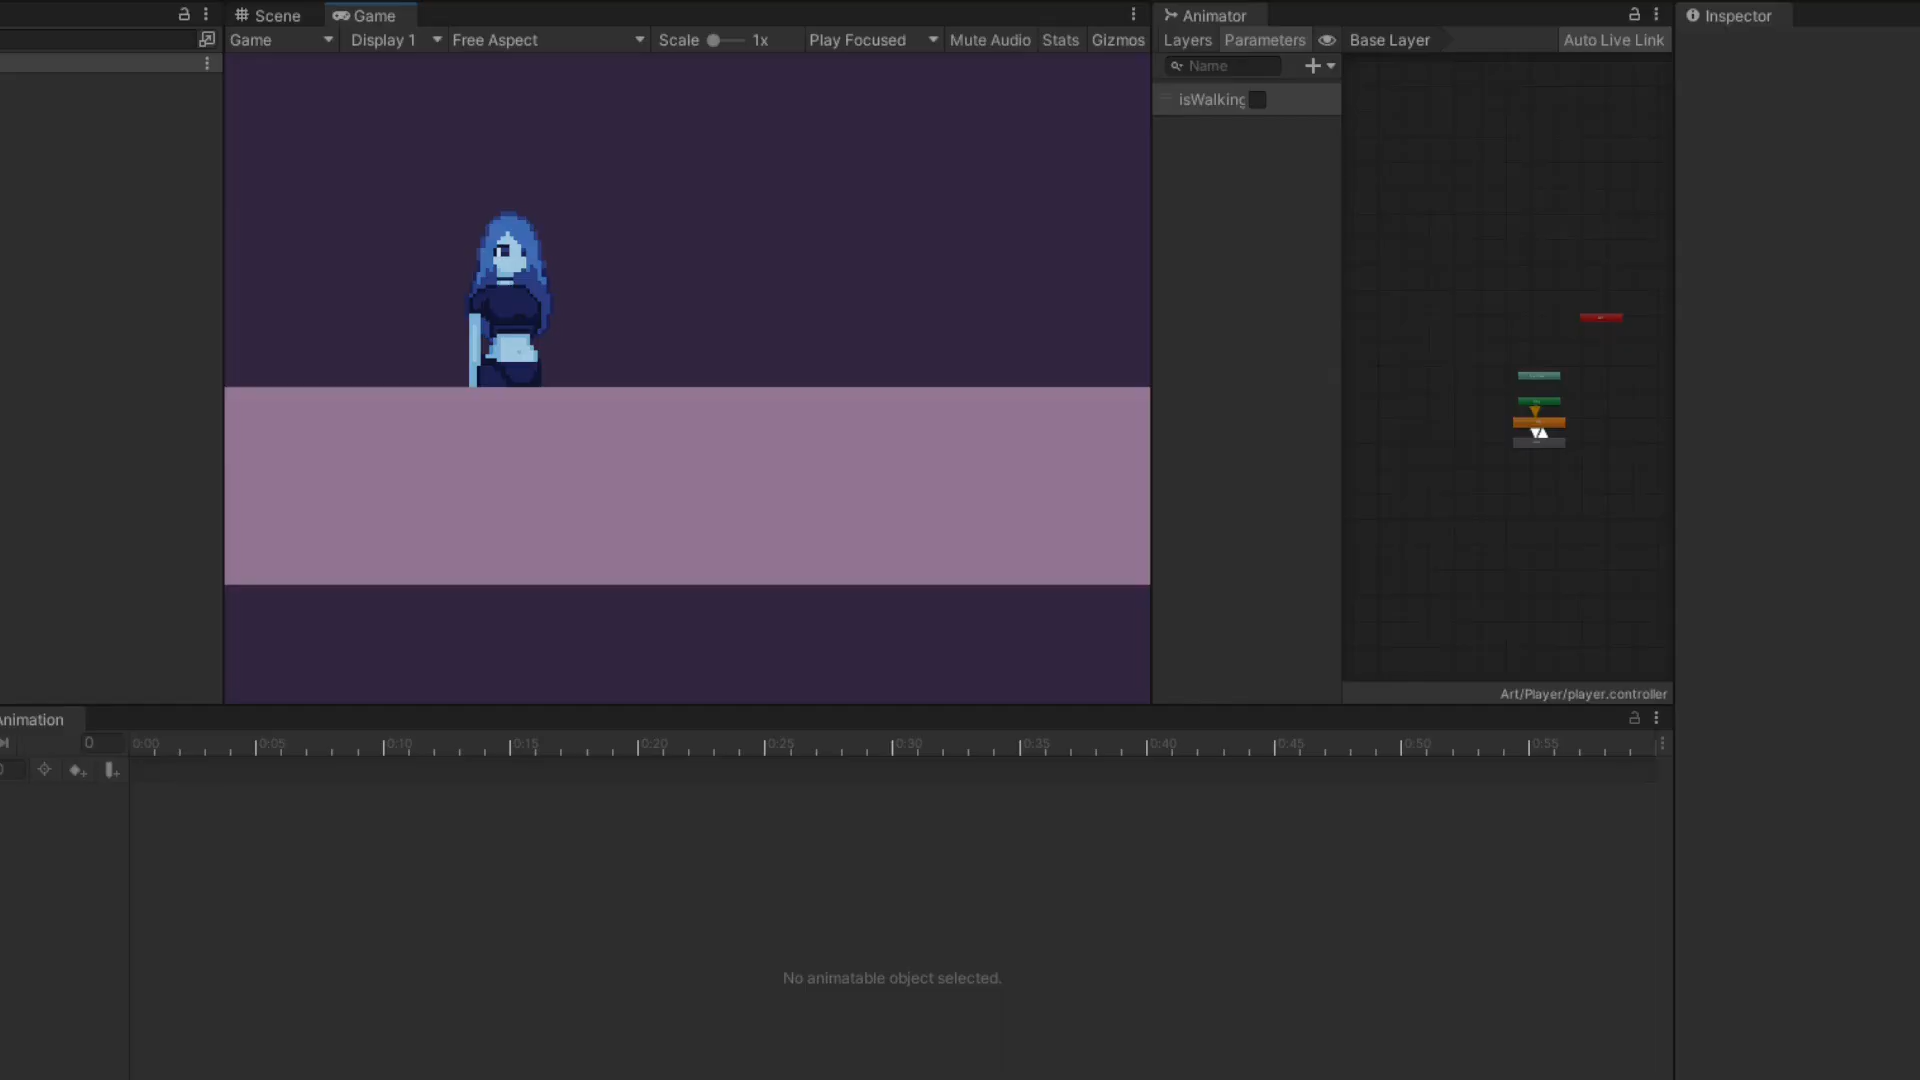 Scene
Game
Animator
Inspector
Game
Display 1
Free Aspect
Scale
1x
Play Focused
Mute Audio
Stats
Gizmos
Layers
Parameters
Base Layer
Auto Live Link
Name
isWalking
Art/Player/player.controller
Animation
0
0:00
0:05
0:10
0:15
0:20
0:25
0:30
0:35
0:40
0:45
0:50
0:55
No animatable object selected.